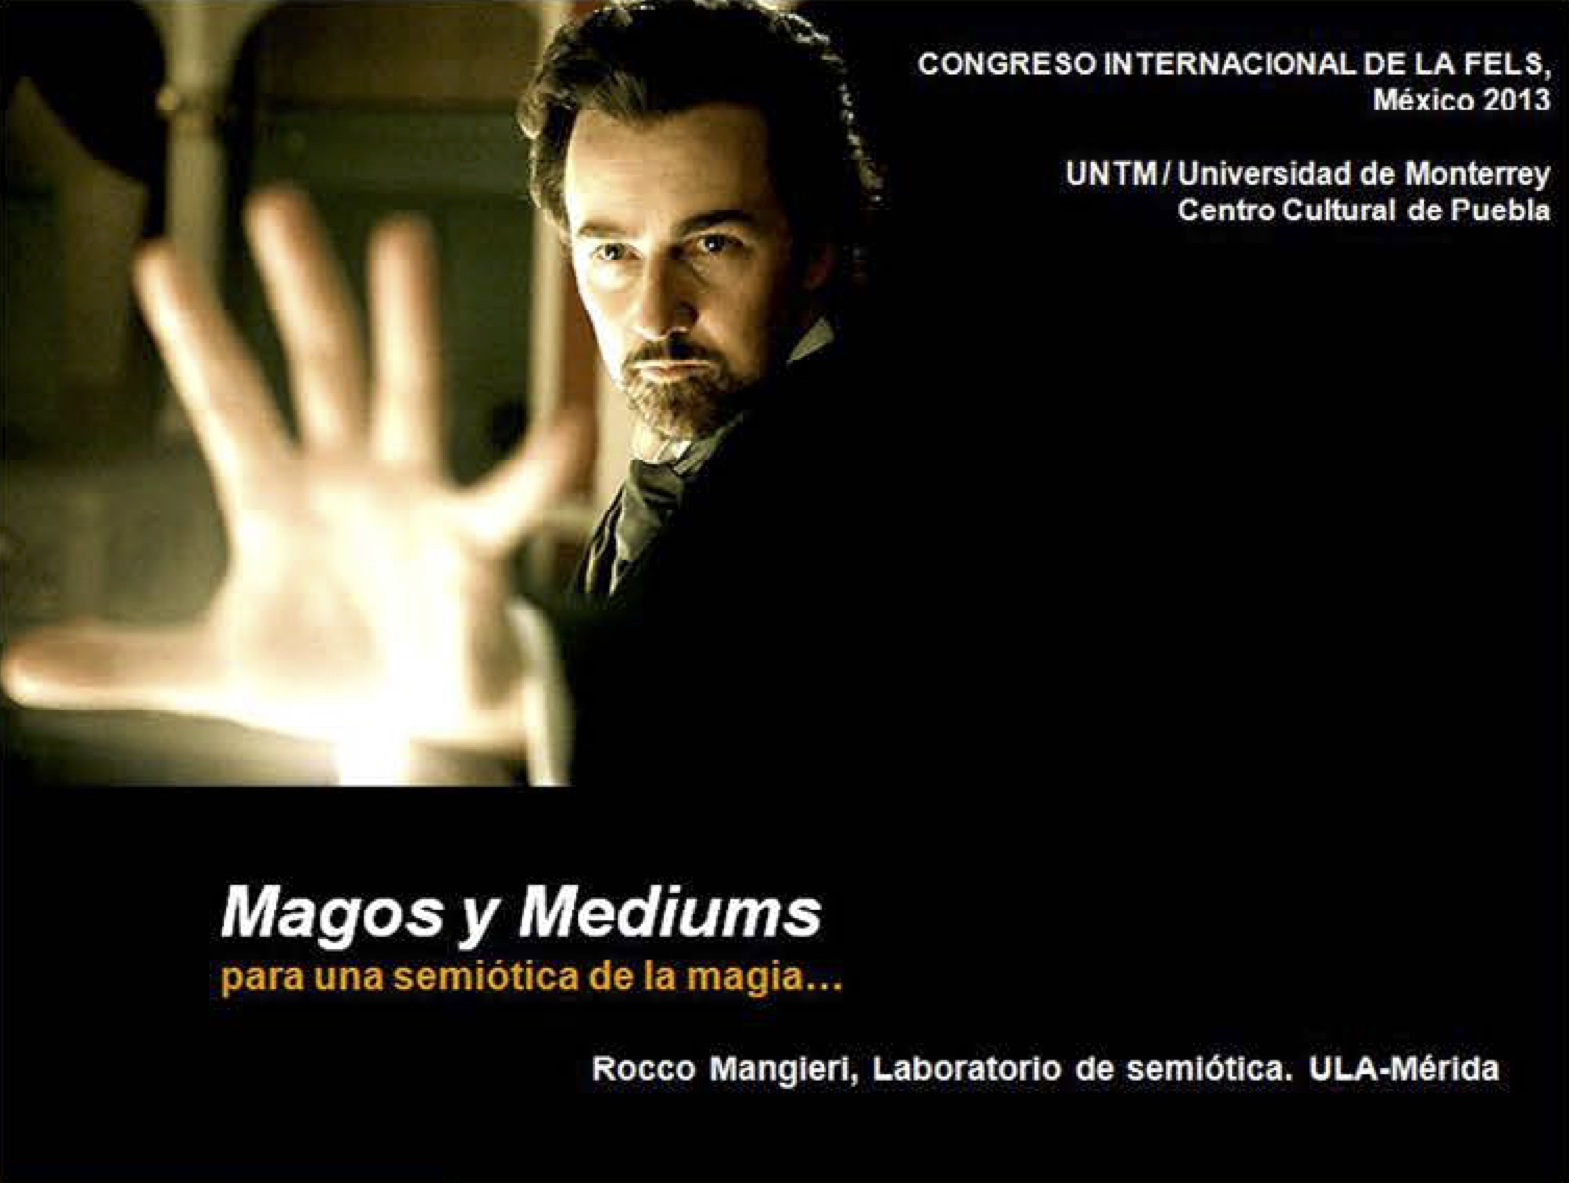 CONGRESO INTERNACIONAL DE LA FELS,
México 2013
UNTM / Universidad de Monterrey
Centro Cultural de Puebla
Magos y Mediums
para una semiótica de la magia...
Rocco Mangieri, Laboratorio de semiótica. ULA-Mérida